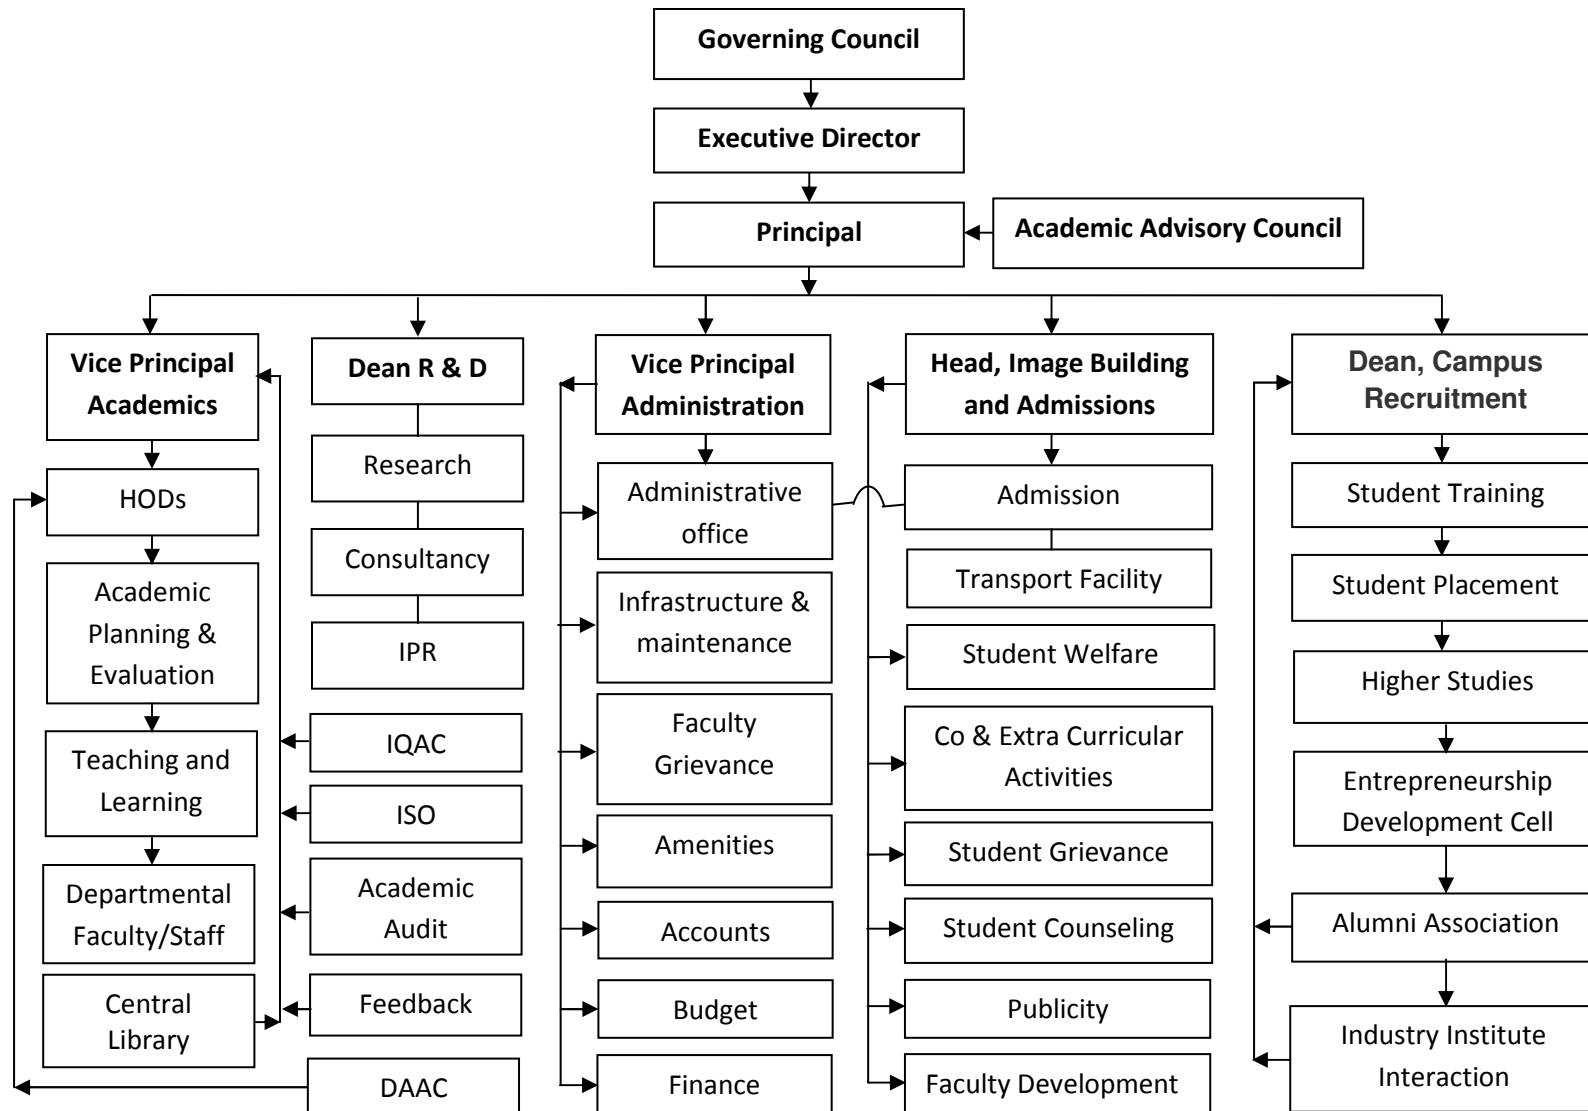 Governing Council
Executive Director
Principal
Academic Advisory Council
Vice Principal
Academics
Dean R & D
Vice Principal
Administration
Head, Image Building
and Admissions
Dean, Campus
Recruitment
HODs
Academic
Planning &
Evaluation
Teaching and
Learning
Departmental
Faculty/Staff
Central
Library
Research
Consultancy
IPR
IQAC
ISO
Academic
Audit
Feedback
DAAC
Administrative
office
Infrastructure &
maintenance
Faculty
Grievance
Amenities
Accounts
Budget
Finance
Admission
Transport Facility
Student Welfare
Co & Extra Curricular
Activities
Student Grievance
Student Counseling
Publicity
Faculty Development
Student Training
Student Placement
Higher Studies
Entrepreneurship
Development Cell
Alumni Association
Industry Institute
Interaction